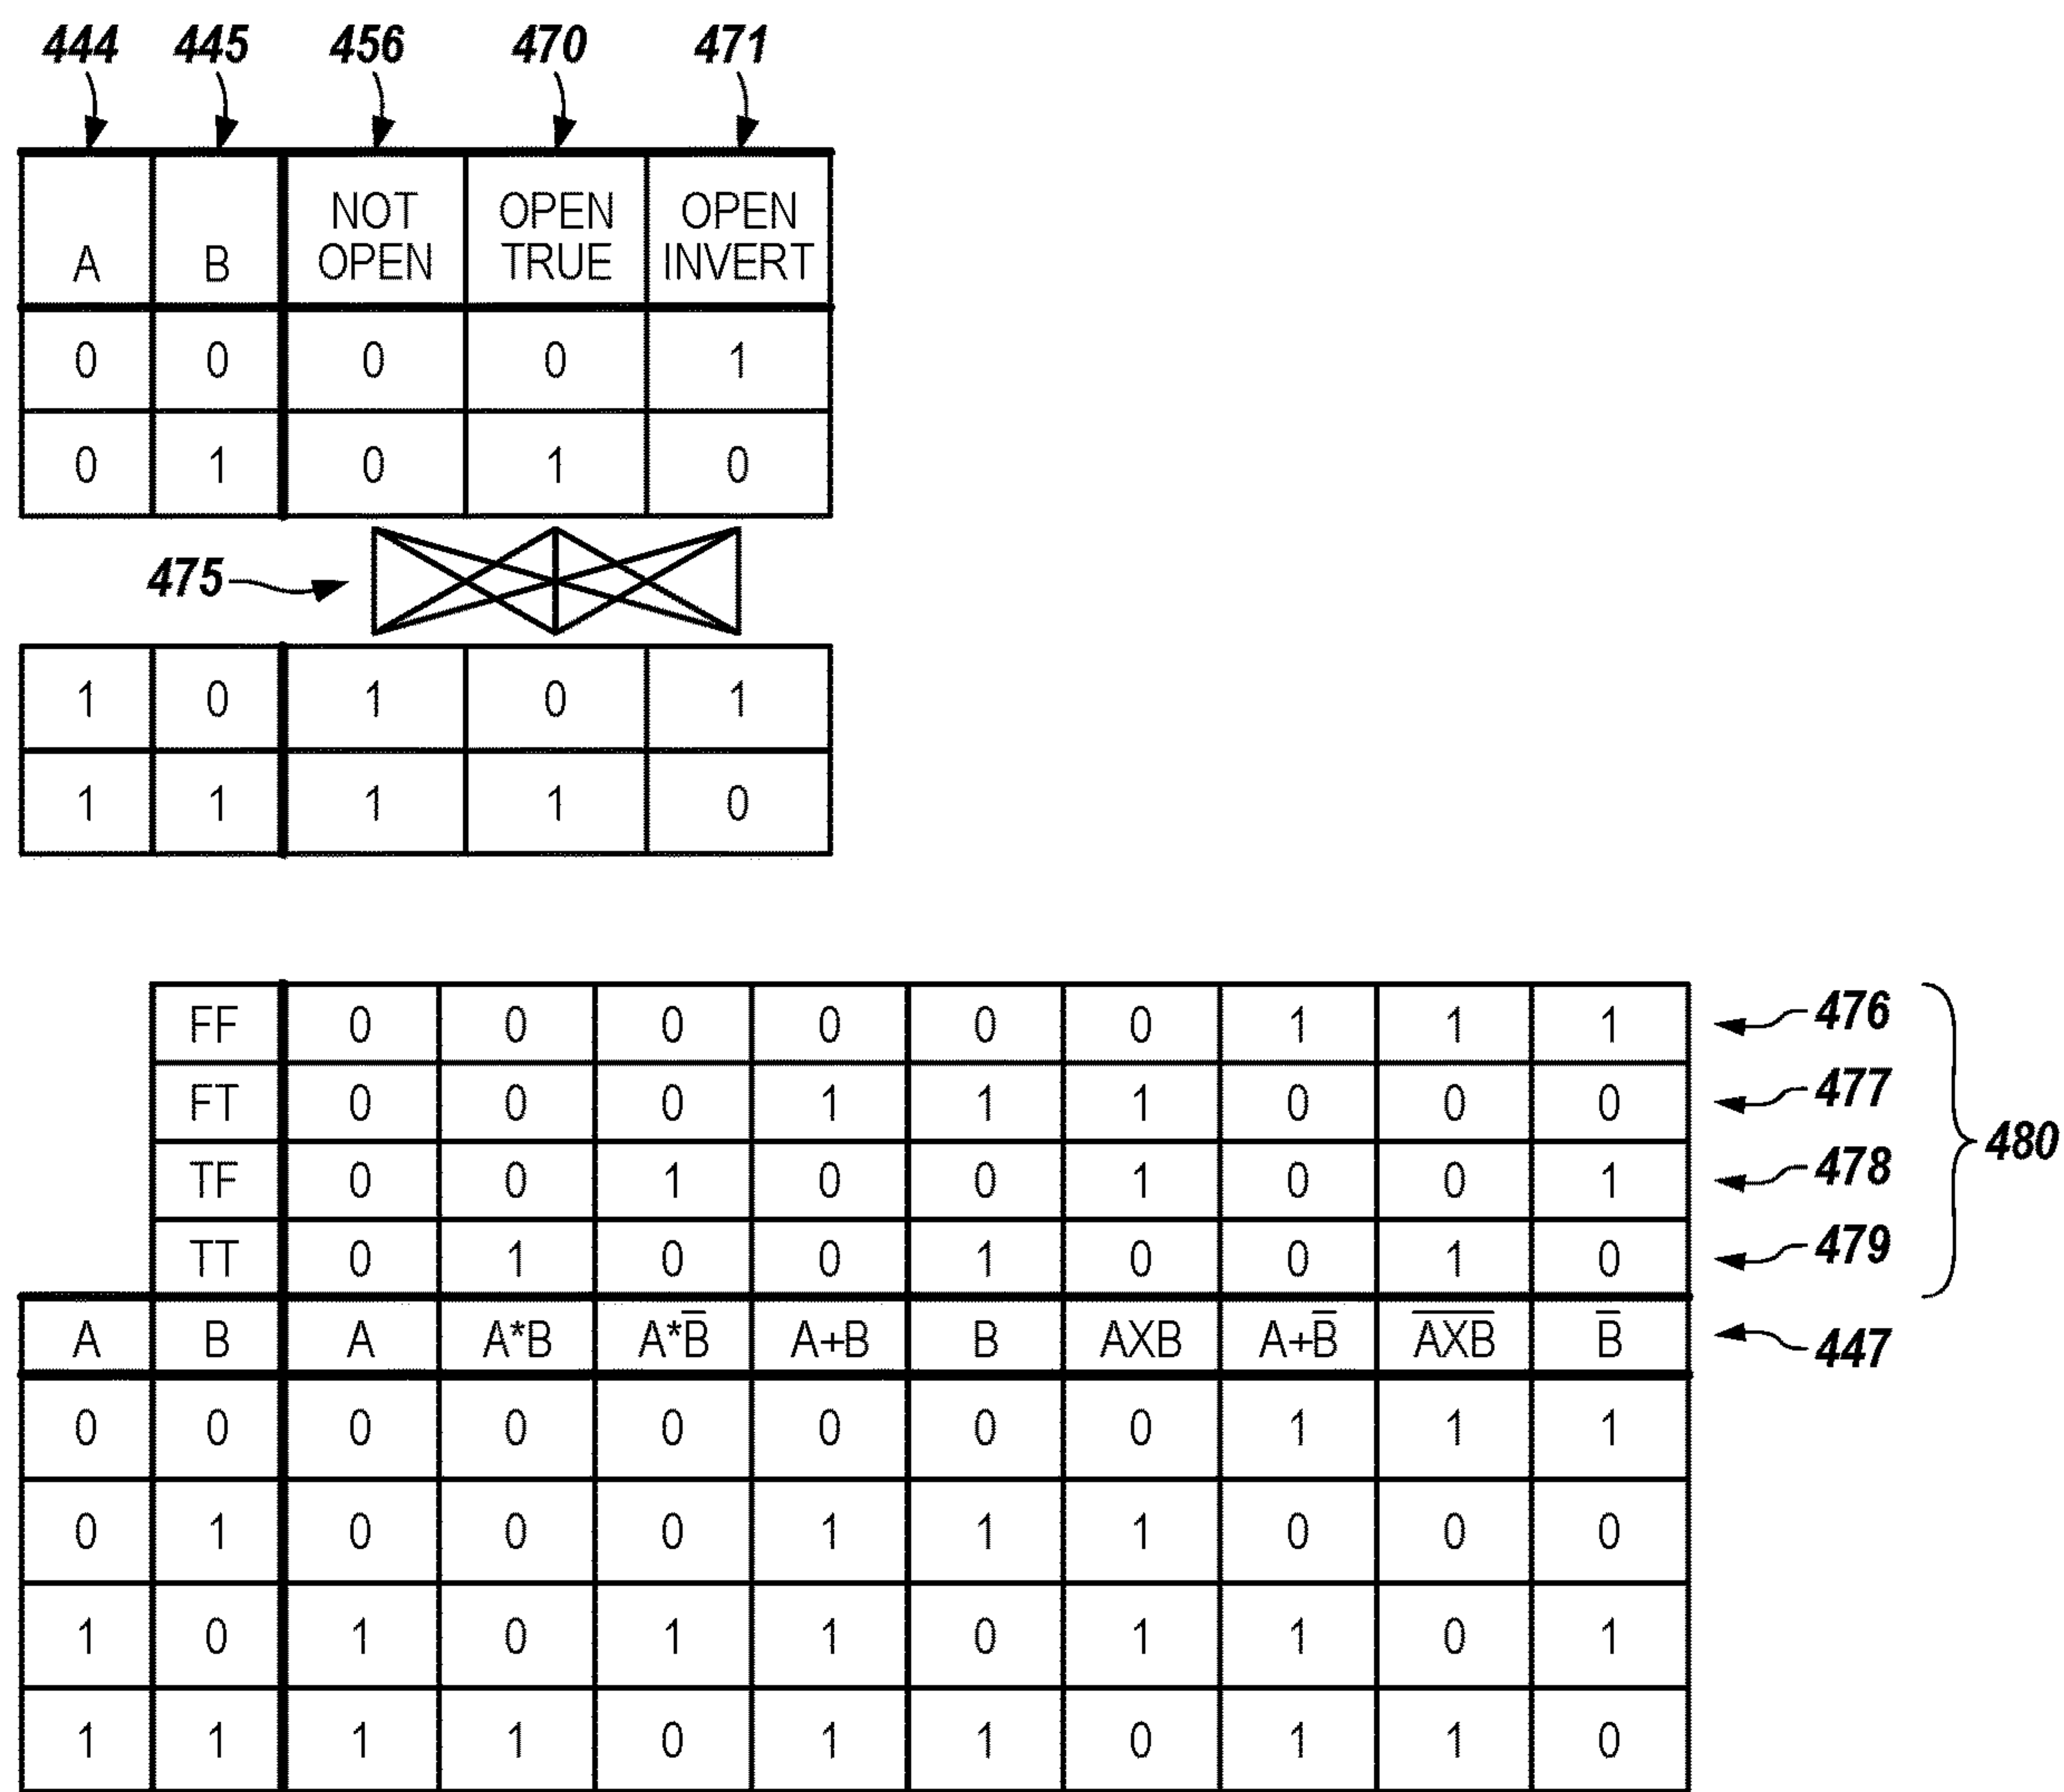 444 445 456 470 471
A B NOT OPEN OPEN TRUE OPEN INVERT
0 0 0 0 1
0 1 0 1 0
475
1 0 1 0 1
1 1 1 1 0
FF 0 0 0 0 0 0 1 1 1 476
FT 0 0 0 1 1 1 0 0 0 477
480
TF 0 0 1 0 0 1 0 0 1 478
TT 0 1 0 0 1 0 0 1 0 479
A B A A*B A*B̅ A+B B AXB A+B̅ A̅X̅B̅ B̅ 447
0 0 0 0 0 0 0 0 1 1 1
0 1 0 0 0 1 1 1 0 0 0
1 0 1 0 1 1 0 1 1 0 1
1 1 1 1 0 1 1 0 1 1 0